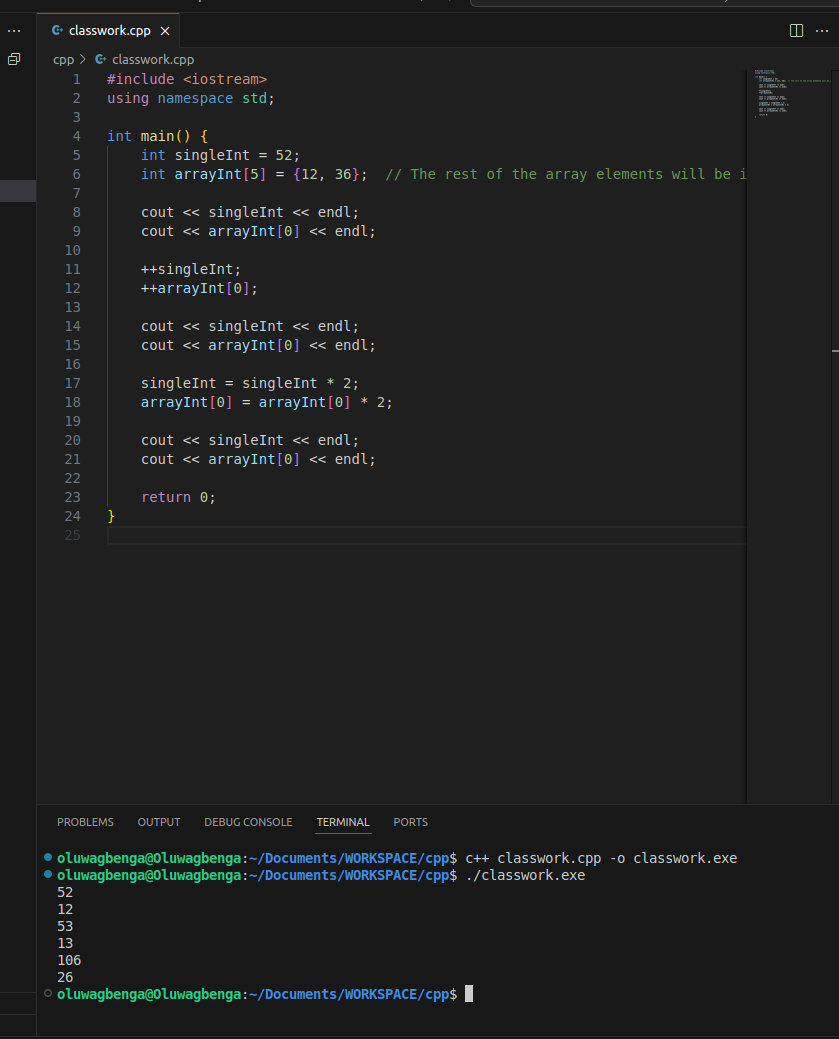 classwork.cpp
cpp > classwork.cpp
1 #include <iostream>
2 using namespace std;
3
4 int main() {
5     int singleInt = 52;
6     int arrayInt[5] = {12, 36};  // The rest of the array elements will be i
7
8     cout << singleInt << endl;
9     cout << arrayInt[0] << endl;
10
11     ++singleInt;
12     ++arrayInt[0];
13
14     cout << singleInt << endl;
15     cout << arrayInt[0] << endl;
16
17     singleInt = singleInt * 2;
18     arrayInt[0] = arrayInt[0] * 2;
19
20     cout << singleInt << endl;
21     cout << arrayInt[0] << endl;
22
23     return 0;
24 }
25
PROBLEMS OUTPUT DEBUG CONSOLE TERMINAL PORTS
oluwagbenga@Oluwagbenga:~/Documents/WORKSPACE/cpp$ c++ classwork.cpp -o classwork.exe
oluwagbenga@Oluwagbenga:~/Documents/WORKSPACE/cpp$ ./classwork.exe
52
12
53
13
106
26
oluwagbenga@Oluwagbenga:~/Documents/WORKSPACE/cpp$